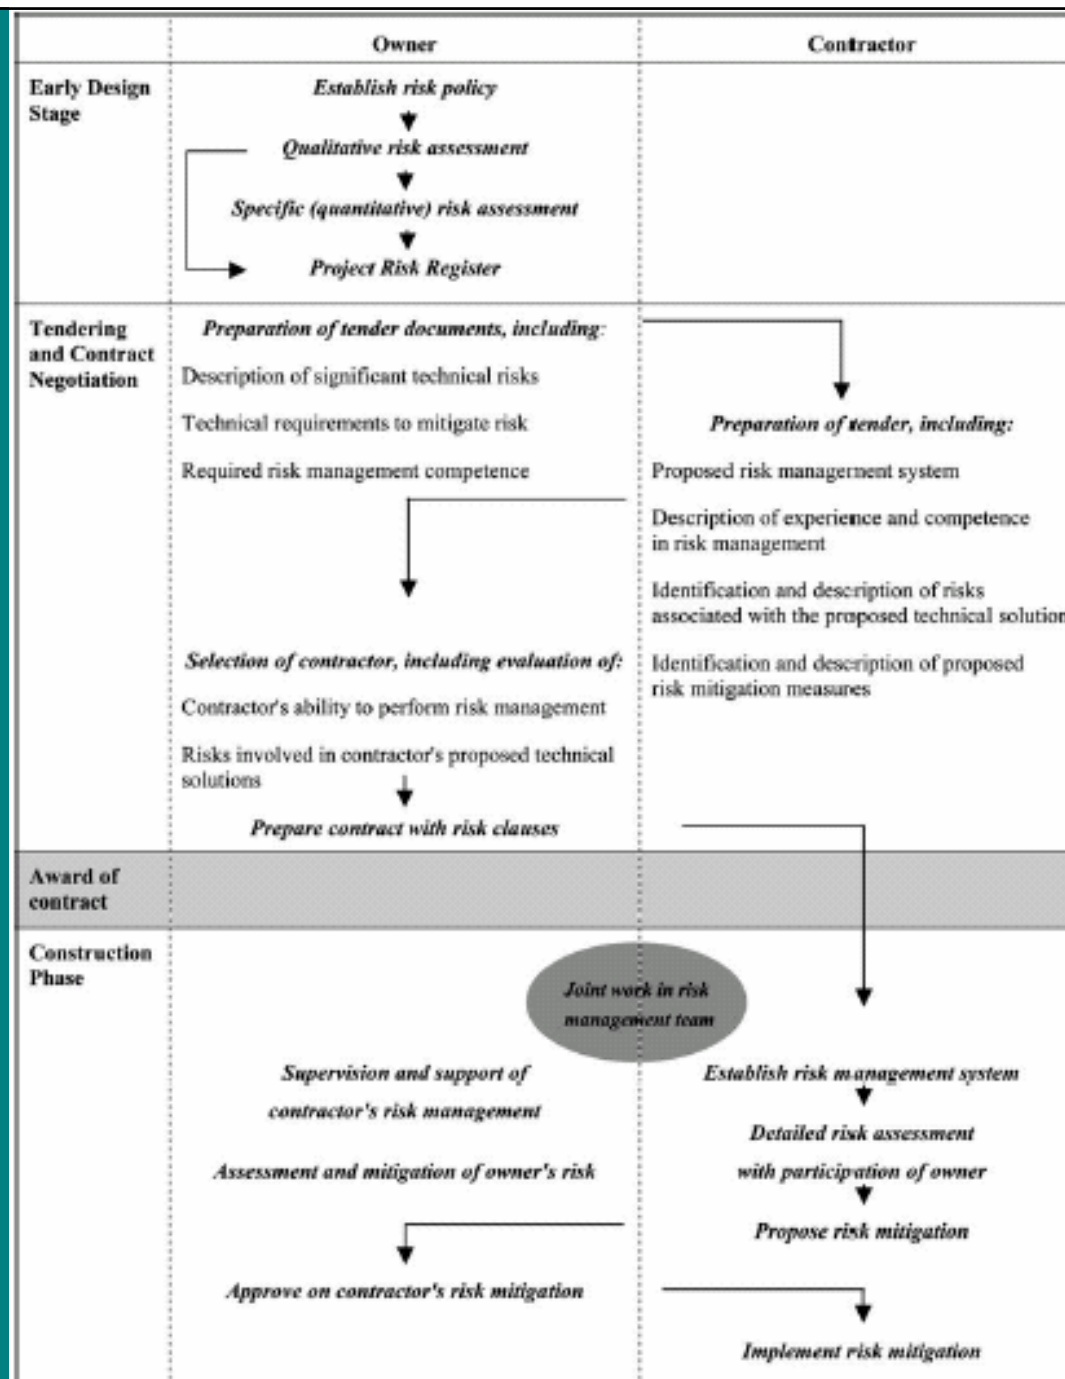 Owner
Contractor
Early Design
Stage
Establish risk policy
Qualitative risk assessment
Specific (quantitative) risk assessment
Project Risk Register
Tendering
and Contract
Negotiation
Preparation of tender documents, including:
Description of significant technical risks
Technical requirements to mitigate risk
Required risk management competence
Preparation of tender, including:
Proposed risk management system
Description of experience and competence
in risk management
Identification and description of risks
associated with the proposed technical solution
Identification and description of proposed
risk mitigation measures
Selection of contractor, including evaluation of:
Contractor's ability to perform risk management
Risks involved in contractor's proposed technical
solutions
Prepare contract with risk clauses
Award of
contract
Construction
Phase
Joint work in risk
management team
Supervision and support of
contractor's risk management
Assessment and mitigation of owner's risk
Establish risk management system
Detailed risk assessment
with participation of owner
Propose risk mitigation
Approve on contractor's risk mitigation
Implement risk mitigation